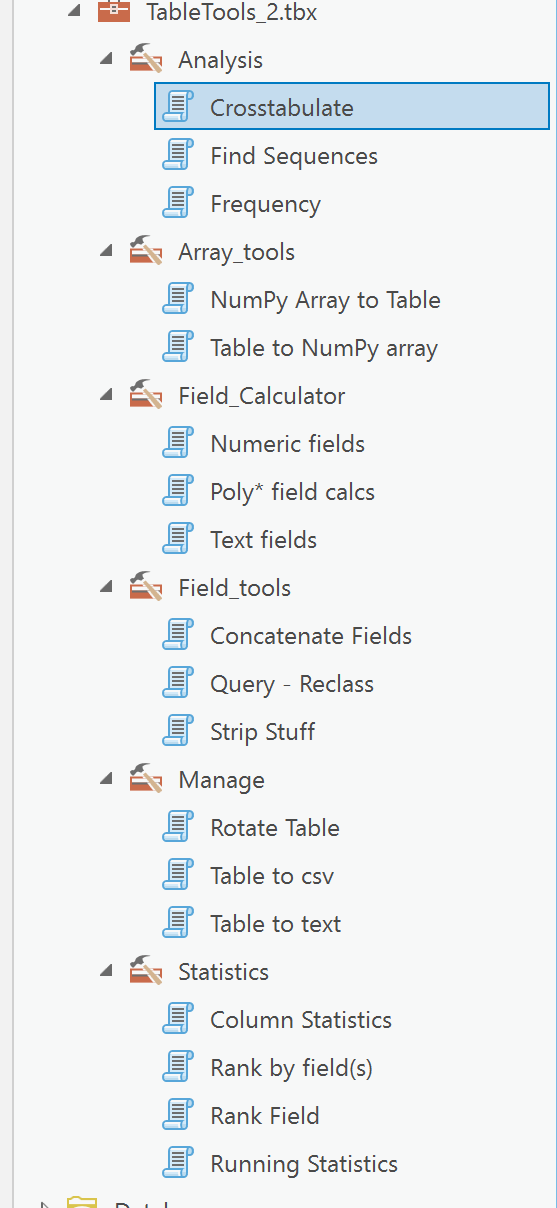 TableTools_2.tbx
Analysis
Crosstabulate
Find Sequences
Frequency
Array_tools
NumPy Array to Table
Table to NumPy array
Field_Calculator
Numeric fields
Poly* field calcs
Text fields
Field_tools
Concatenate Fields
Query - Reclass
Strip Stuff
Manage
Rotate Table
Table to csv
Table to text
Statistics
Column Statistics
Rank by field(s)
Rank Field
Running Statistics